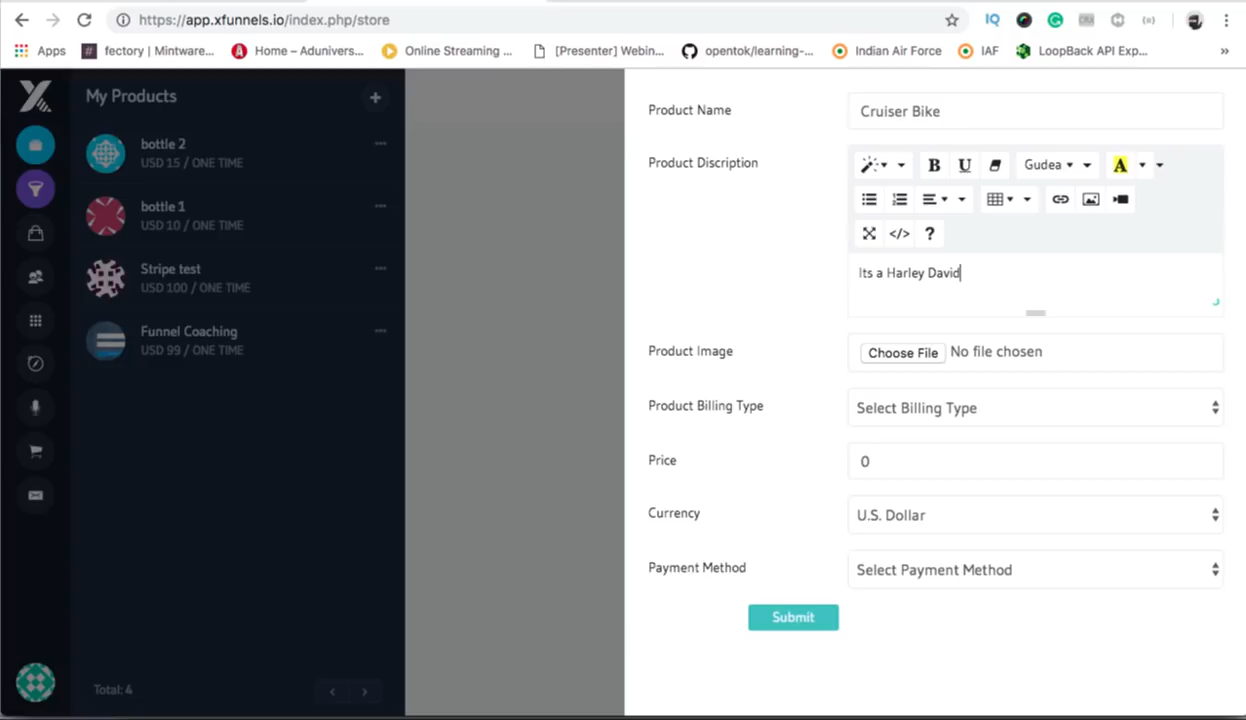 https://app.xfunnels.io/index.php/store
IQ
Apps
fectory | Mintware...
Home – Adunivers...
Online Streaming ...
[Presenter] Webin...
opentok/learning-...
Indian Air Force
IAF
LoopBack API Exp...
»
My Products
+
bottle 2
USD 15 / ONE TIME
bottle 1
USD 10 / ONE TIME
Stripe test
USD 100 / ONE TIME
Funnel Coaching
USD 99 / ONE TIME
Total: 4
Product Name
Cruiser Bike
Product Discription
B U Gudea A
</> ?
Its a Harley David
Product Image
Choose File No file chosen
Product Billing Type
Select Billing Type
Price
0
Currency
U.S. Dollar
Payment Method
Select Payment Method
Submit